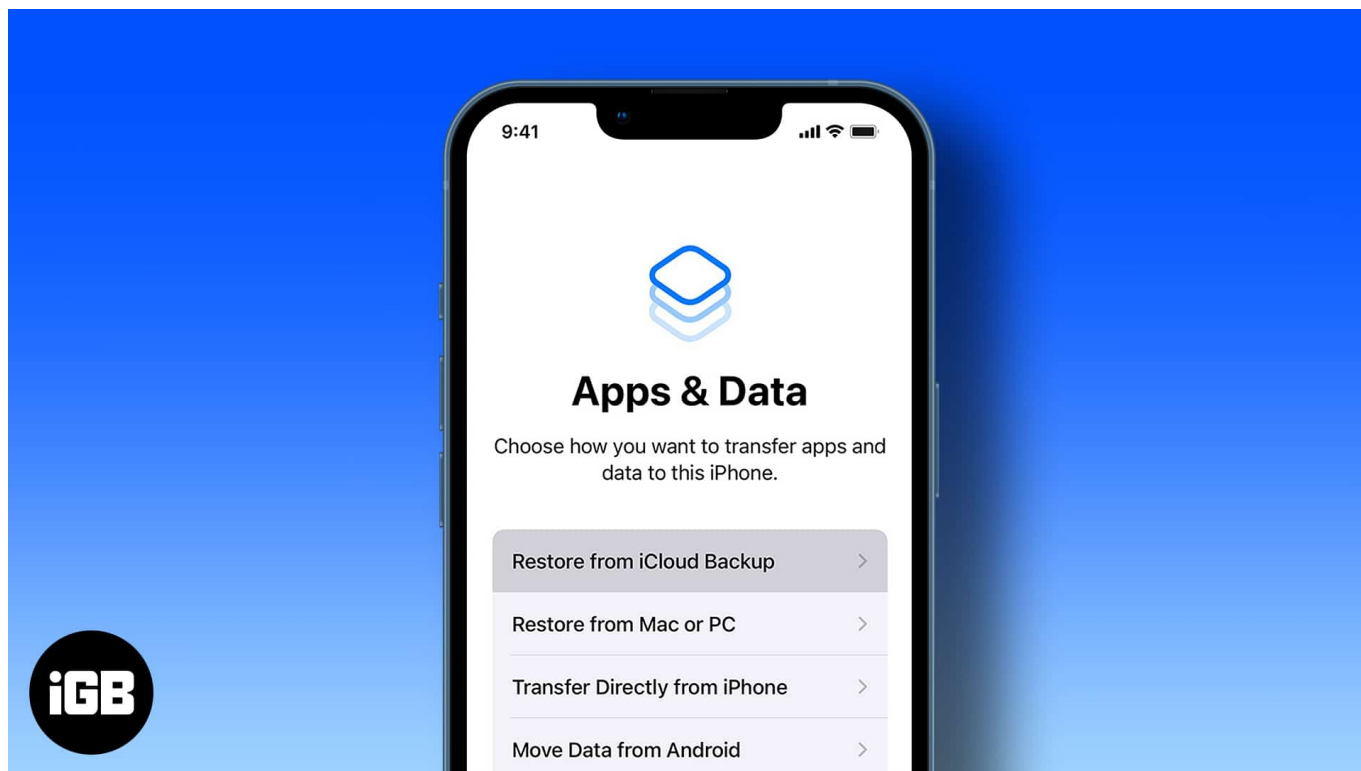 9:41
Apps & Data
Choose how you want to transfer apps and
data to this iPhone.
Restore from iCloud Backup
Restore from Mac or PC
Transfer Directly from iPhone
Move Data from Android
iGB